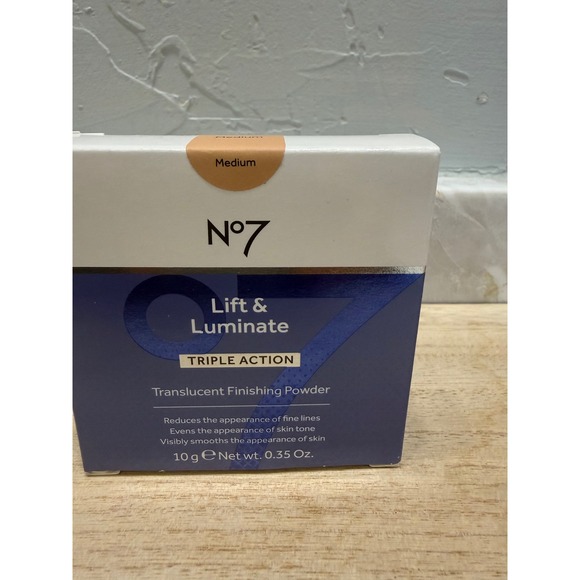 Medium
Medium
No7
Lift &
Luminate
TRIPLE ACTION
Translucent Finishing Powder
Reduces the appearance of fine lines
Evens the appearance of skin tone
Visibly smooths the appearance of skin
10 g ℮ Net wt. 0.35 Oz.